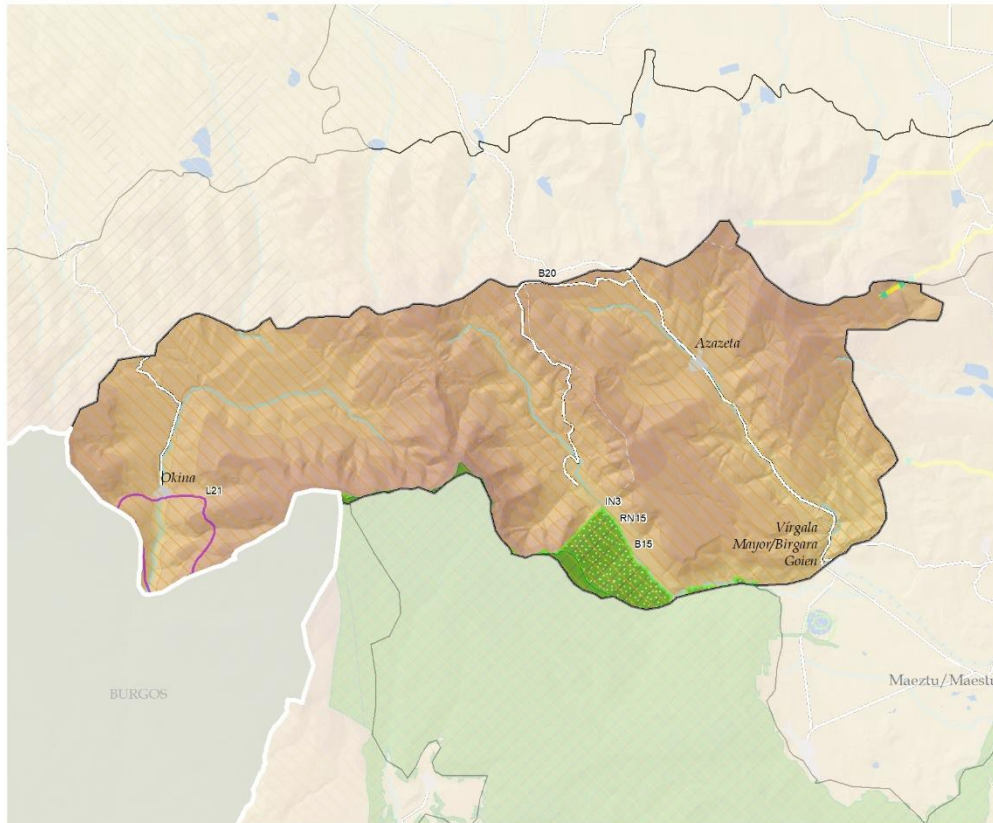 B20
Azazeta
Okina
L21
IN3
RN15
B15
Vírgala
Mayor/Birgara
Goien
BURGOS
Maeztu/Maestu